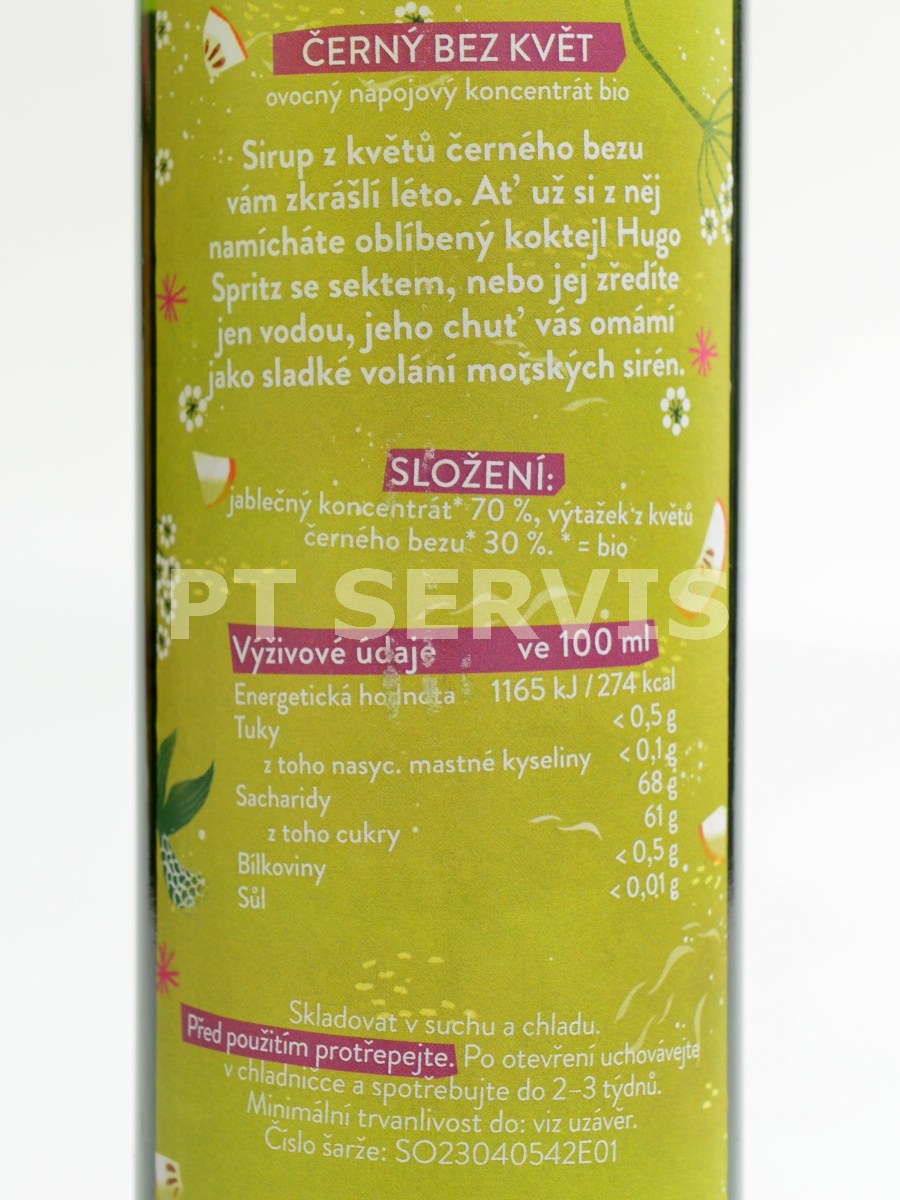 ČERNÝ BEZ KVĚT
ovocný nápojový koncentrát bio
Sirup z květů černého bezu
vám zkrášlí léto. Ať už si z něj
namícháte oblíbený koktejl Hugo
Spritz se sektem, nebo jej zředíte
jen vodou, jeho chuť vás omámí
jako sladké volání mořských sirén.
SLOŽENÍ:
jablečný koncentrát* 70 %, výtažek z květů
černého bezu* 30 %. * = bio
PT SERVIS
Výživové údaje ve 100 ml
Energetická hodnota 1165 kJ / 274 kcal
Tuky < 0,5 g
z toho nasyc. mastné kyseliny < 0,1 g
Sacharidy 68 g
z toho cukry 61 g
Bílkoviny < 0,5 g
Sůl < 0,01 g
Skladovat v suchu a chladu.
Před použitím protřepejte. Po otevření uchovávejte
v chladničce a spotřebujte do 2–3 týdnů.
Minimální trvanlivost do: viz uzávěr.
Číslo šarže: SO23040542E01